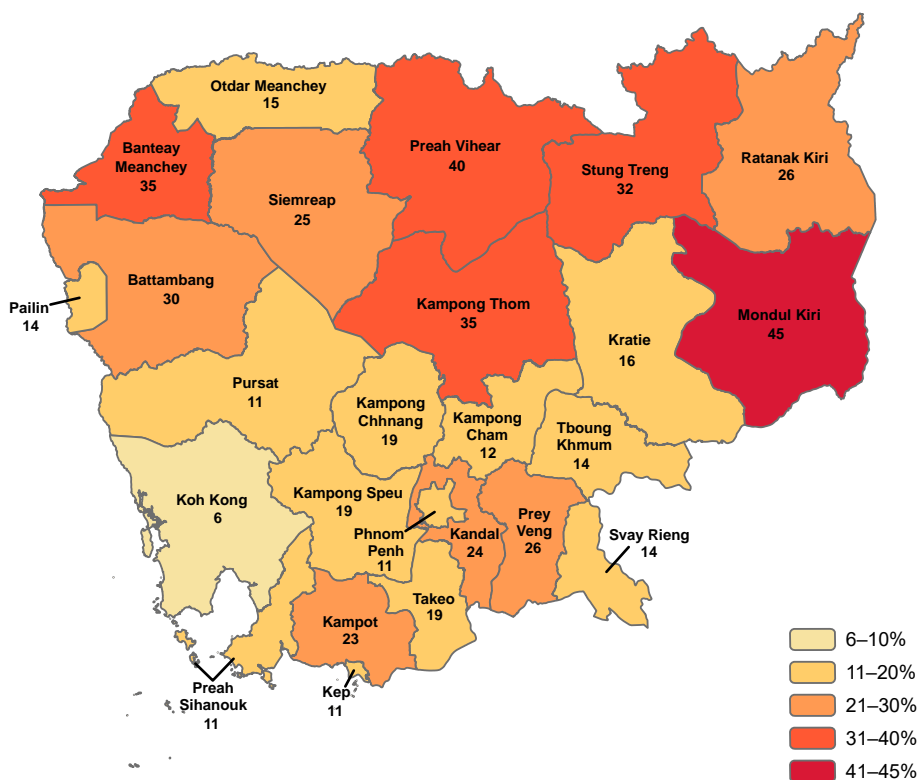 Otdar Meanchey
15
Banteay
Meanchey
35
Preah Vihear
40
Stung Treng
32
Ratanak Kiri
26
Siemreap
25
Battambang
30
Pailin
14
Kampong Thom
35
Mondul Kiri
45
Kratie
16
Pursat
11
Kampong
Chhnang
19
Kampong
Cham
12
Tboung
Khmum
14
Koh Kong
6
Kampong Speu
19
Phnom
Penh
11
Kandal
24
Prey
Veng
26
Svay Rieng
14
Takeo
19
Kampot
23
Preah
Sihanouk
11
Kep
11
6–10%
11–20%
21–30%
31–40%
41–45%